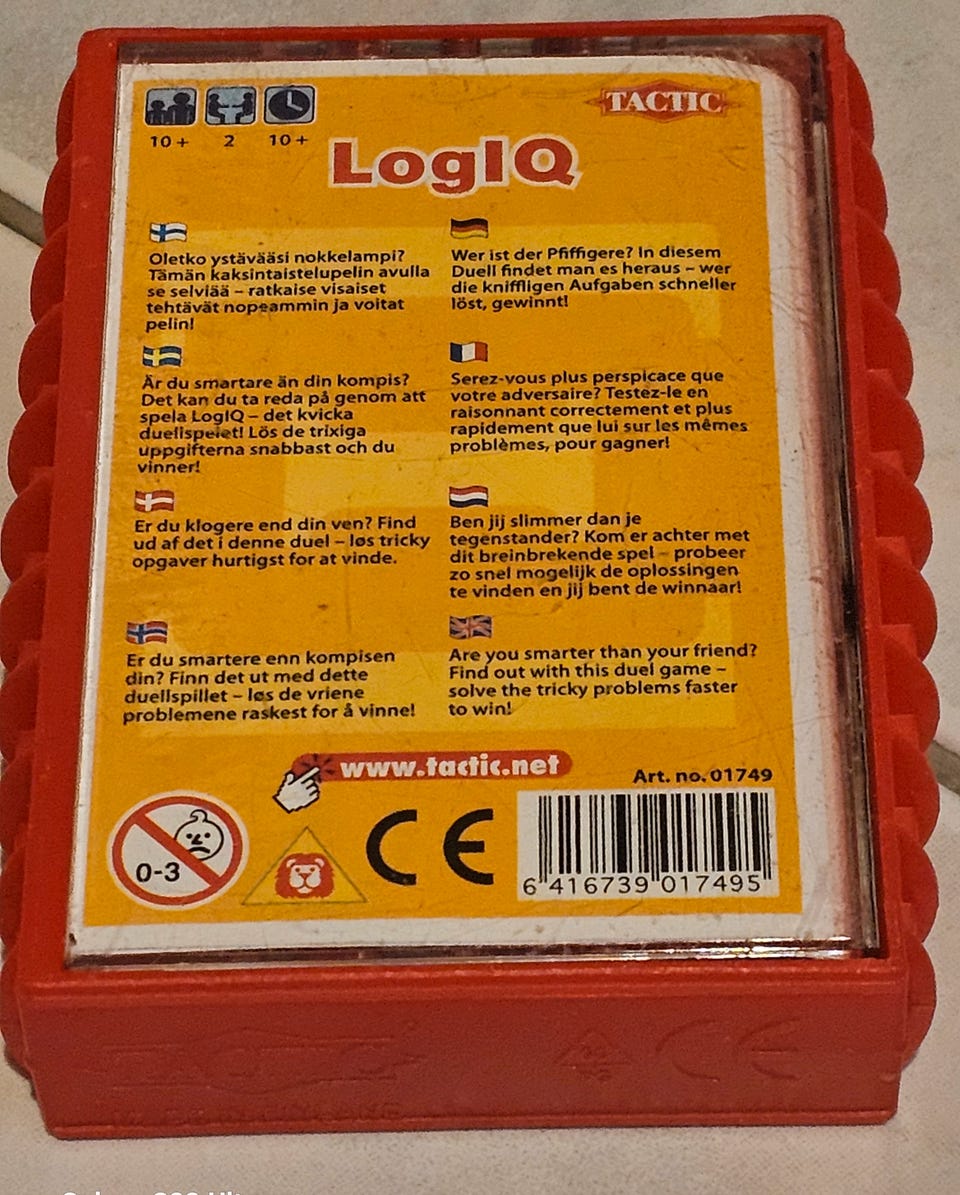 10+ 2 10+
TACTIC
LogIQ
Oletko ystävääsi nokkelampi?
Tämän kaksintaistelupelin avulla
se selviää – ratkaise visaiset
tehtävät nopeammin ja voitat
pelin!
Är du smartare än din kompis?
Det kan du ta reda på genom att
spela LogIQ – det kvicka
duellspelet! Lös de trixiga
uppgifterna snabbast och du
vinner!
Er du klogere end din ven? Find
ud af det i denne duel – løs tricky
opgaver hurtigst for at vinde.
Er du smartere enn kompisen
din? Finn det ut med dette
duellspillet – løs de vriene
problemene raskest for å vinne!
Wer ist der Pfiffigere? In diesem
Duell findet man es heraus – wer
die kniffligen Aufgaben schneller
löst, gewinnt!
Serez-vous plus perspicace que
votre adversaire? Testez-le en
raisonnant correctement et plus
rapidement que lui sur les mêmes
problèmes, pour gagner!
Ben jij slimmer dan je
tegenstander? Kom er achter met
dit breinbrekende spel – probeer
zo snel mogelijk de oplossingen
te vinden en jij bent de winnaar!
Are you smarter than your friend?
Find out with this duel game –
solve the tricky problems faster
to win!
www.tactic.net
Art. no. 01749
0-3
CE
6 416739 017495
CE